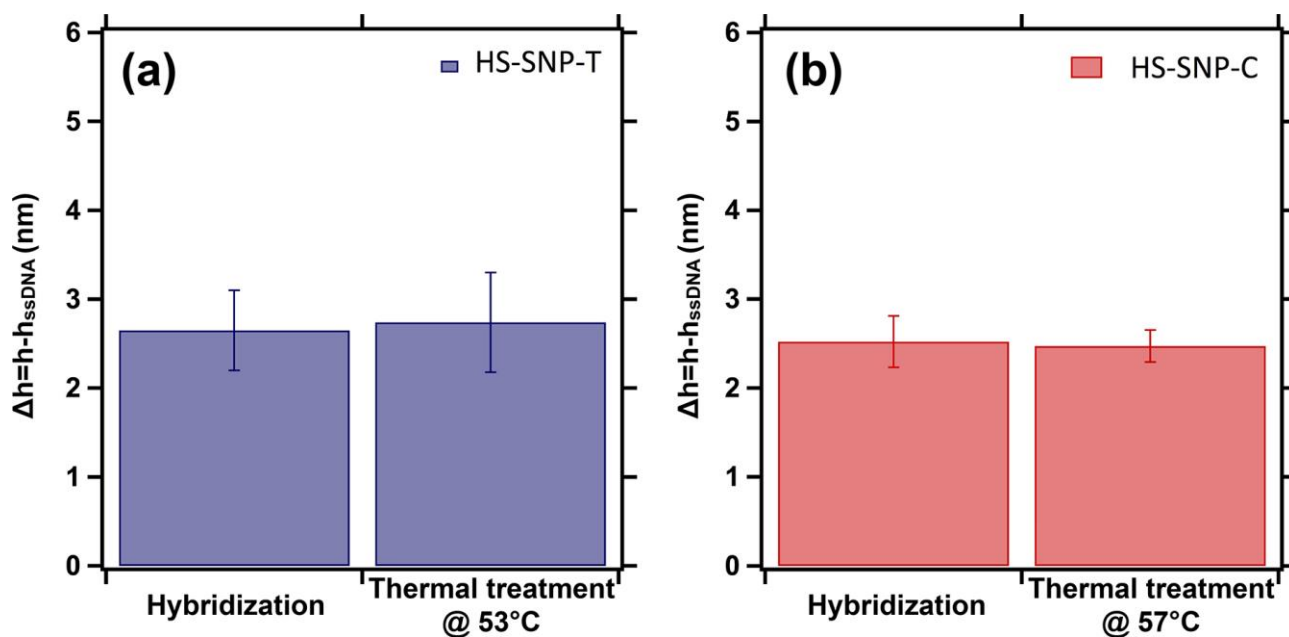 (a)
HS-SNP-T
6
5
4
3
2
1
0
Δh=h-hssDNA (nm)
Hybridization
Thermal treatment
@ 53°C
(b)
HS-SNP-C
6
5
4
3
2
1
0
Δh=h-hssDNA (nm)
Hybridization
Thermal treatment
@ 57°C